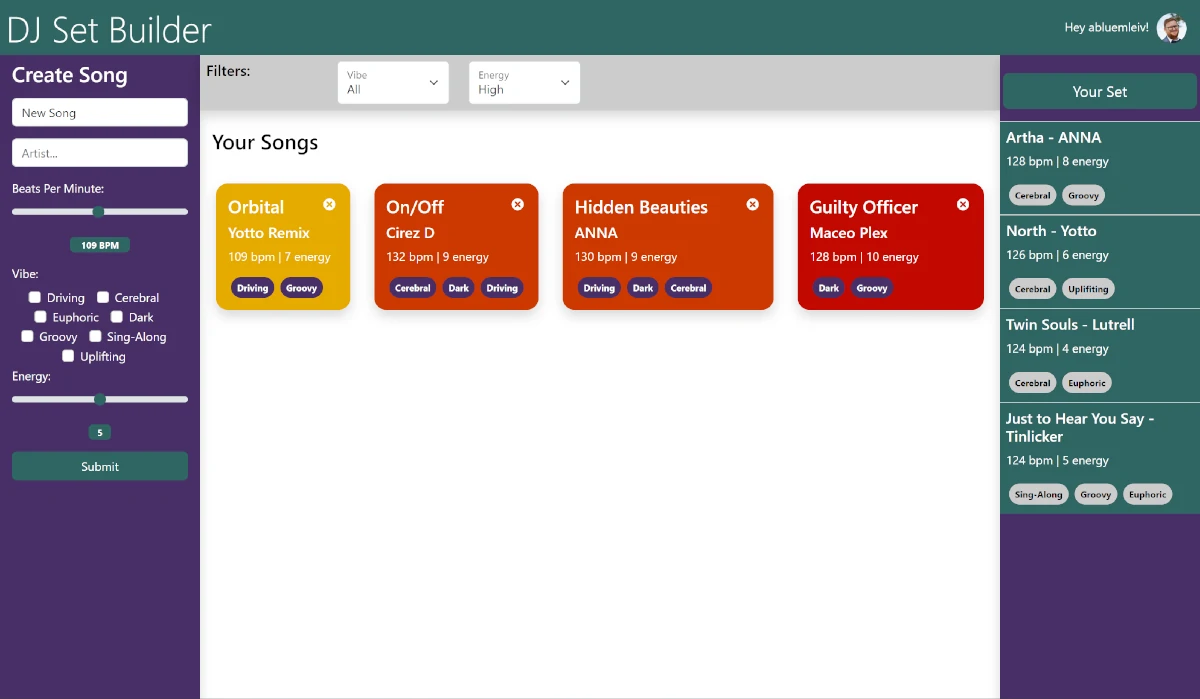 DJ Set Builder
Hey abluemleiv!
Create Song
New Song
Artist...
Beats Per Minute:
109 BPM
Vibe:
Driving Cerebral
Euphoric Dark
Groovy Sing-Along
Uplifting
Energy:
5
Submit
Filters:
Vibe
All
Energy
High
Your Songs
Orbital
Yotto Remix
109 bpm | 7 energy
Driving Groovy
On/Off
Cirez D
132 bpm | 9 energy
Cerebral Dark Driving
Hidden Beauties
ANNA
130 bpm | 9 energy
Driving Dark Cerebral
Guilty Officer
Maceo Plex
128 bpm | 10 energy
Dark Groovy
Your Set
Artha - ANNA
128 bpm | 8 energy
Cerebral Groovy
North - Yotto
126 bpm | 6 energy
Cerebral Uplifiting
Twin Souls - Lutrell
124 bpm | 4 energy
Cerebral Euphoric
Just to Hear You Say -
Tinlicker
124 bpm | 5 energy
Sing-Along Groovy Euphoric